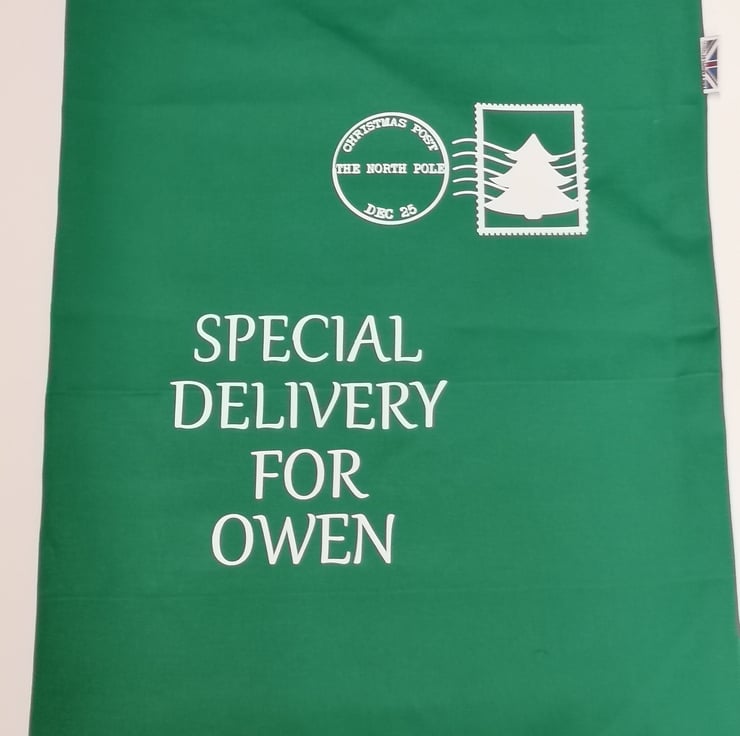 CHRISTMAS POST
THE NORTH POLE
DEC 25
SPECIAL
DELIVERY
FOR
OWEN